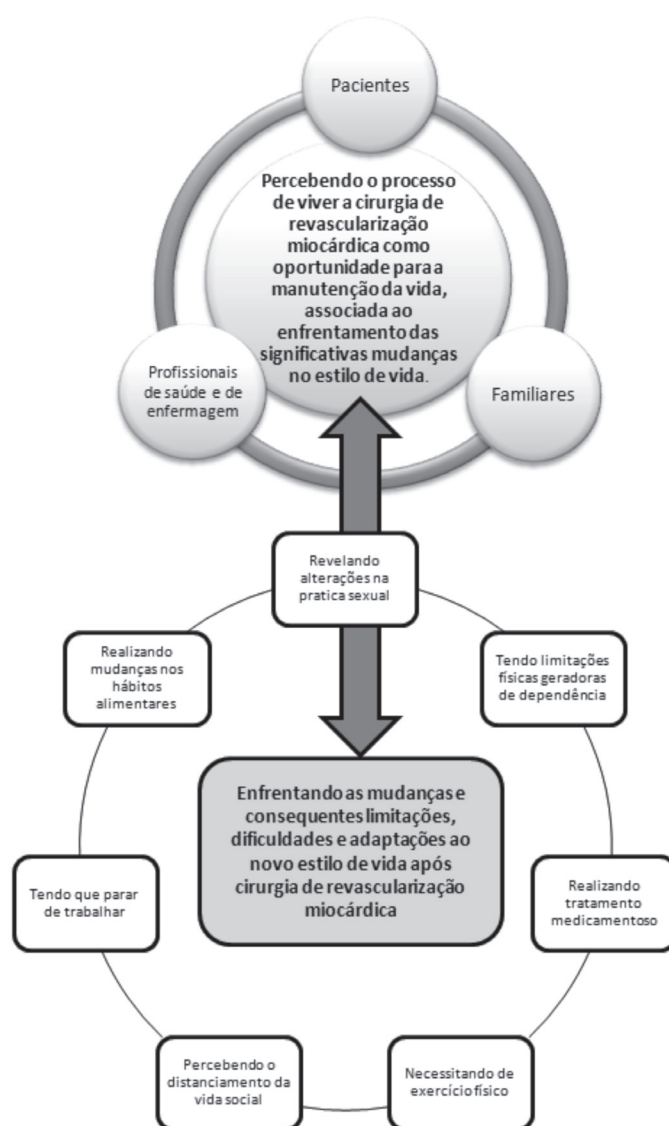 Pacientes
Percebendo o processo
de viver a cirurgia de
revascularização
miocárdica como
oportunidade para a
manutenção da vida,
associada ao
enfrentamento das
significativas mudanças
no estilo de vida.
Profissionais
de saúde e de
enfermagem
Familiares
Revelando
alterações na
pratica sexual
Realizando
mudanças nos
hábitos
alimentares
Tendo limitações
físicas geradoras
de dependência
Enfrentando as mudanças e
consequentes limitações,
dificuldades e adaptações ao
novo estilo de vida após
cirurgia de revascularização
miocárdica
Tendo que parar
de trabalhar
Realizando
tratamento
medicamentoso
Percebendo o
distanciamento da
vida social
Necessitando de
exercício físico